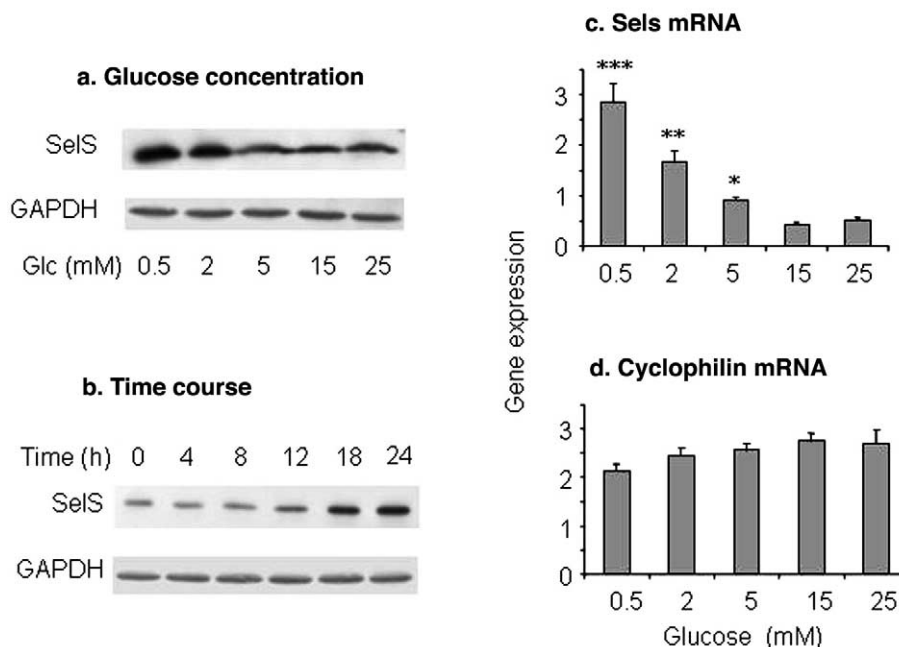 a. Glucose concentration
SelS
GAPDH
Glc (mM) 0.5 2 5 15 25
b. Time course
Time (h) 0 4 8 12 18 24
SelS
GAPDH
c. Sels mRNA
Gene expression
3
2
1
0
***
**
*
0.5 2 5 15 25
d. Cyclophilin mRNA
3
2
1
0
0.5 2 5 15 25
Glucose (mM)